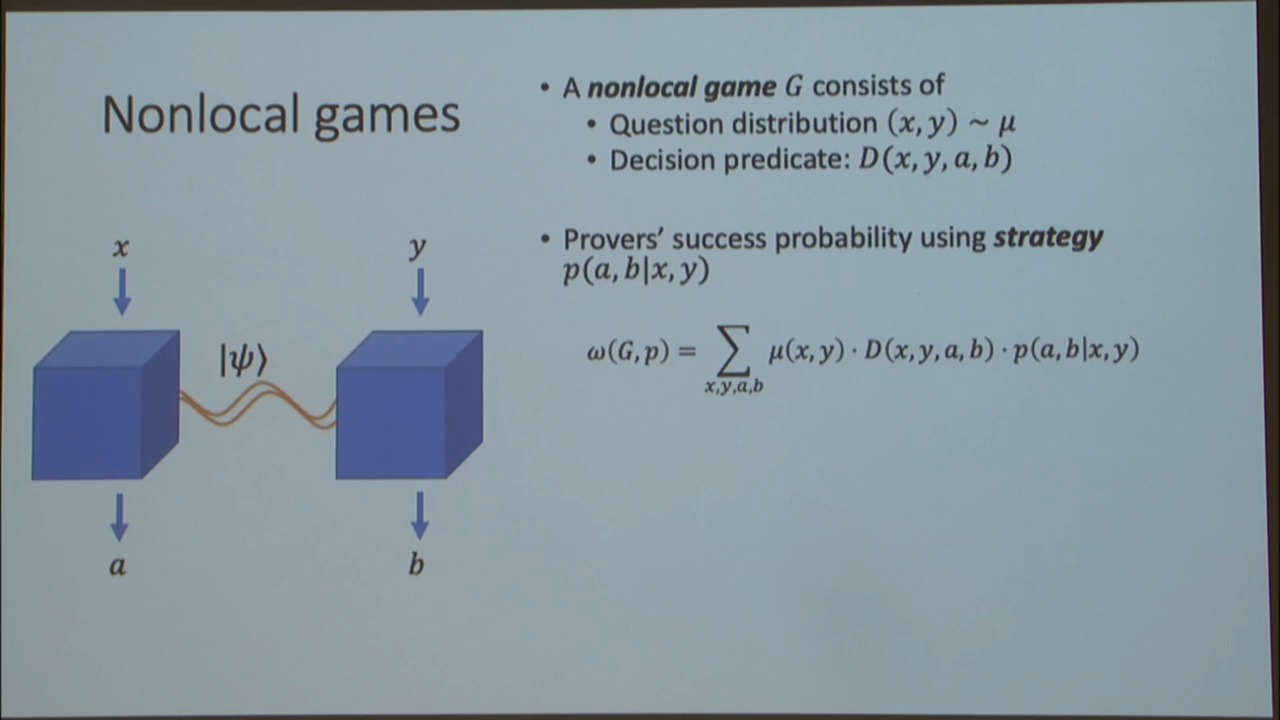 Nonlocal games
• A nonlocal game G consists of
• Question distribution (x, y) ~ μ
• Decision predicate: D(x, y, a, b)
• Provers' success probability using strategy
p(a, b|x, y)
ω(G, p) = ∑ μ(x, y) · D(x, y, a, b) · p(a, b|x, y)
x,y,a,b
x y
|ψ⟩
a b